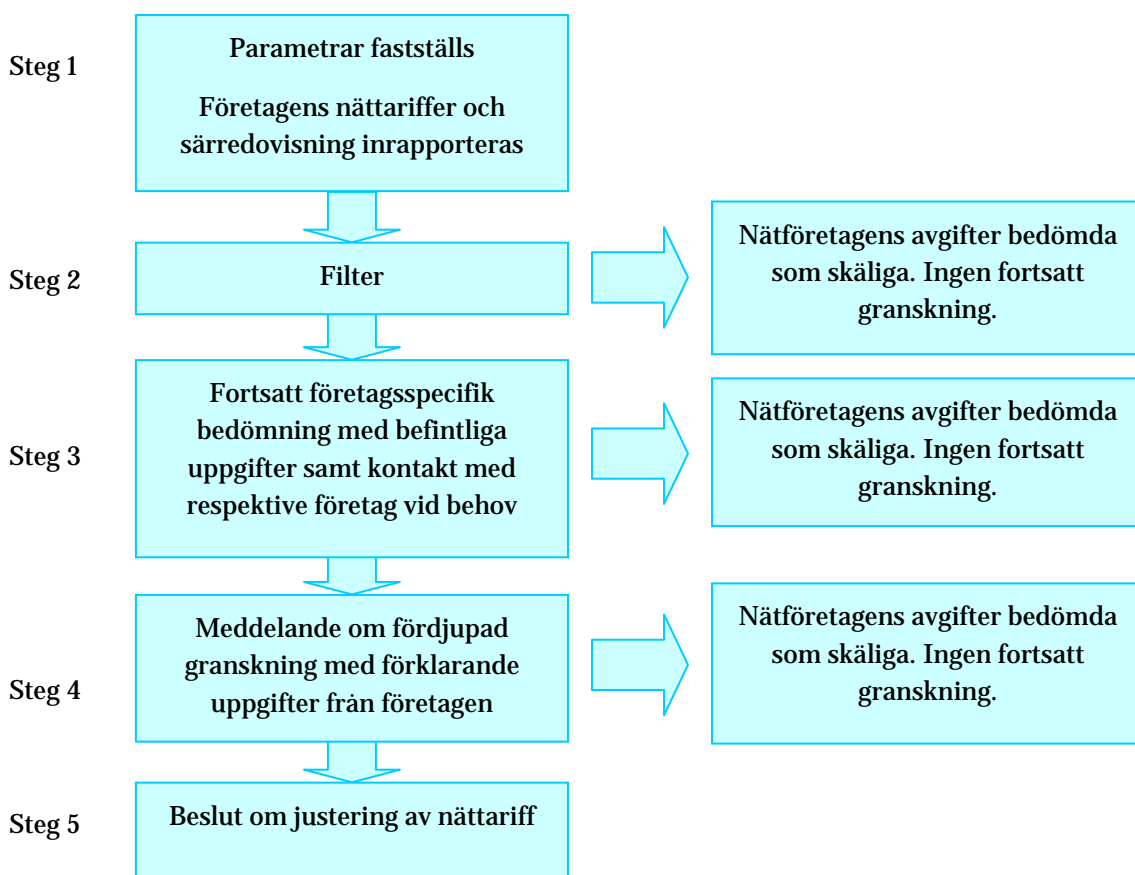 Steg 1
Parametrar fastställs
Företagens nättariffer och
särredovisning inrapporteras
Steg 2
Filter
Nätföretagens avgifter bedömda
som skäliga. Ingen fortsatt
granskning.
Steg 3
Fortsatt företagsspecifik
bedömning med befintliga
uppgifter samt kontakt med
respektive företag vid behov
Nätföretagens avgifter bedömda
som skäliga. Ingen fortsatt
granskning.
Steg 4
Meddelande om fördjupad
granskning med förklarande
uppgifter från företagen
Nätföretagens avgifter bedömda
som skäliga. Ingen fortsatt
granskning.
Steg 5
Beslut om justering av nättariff